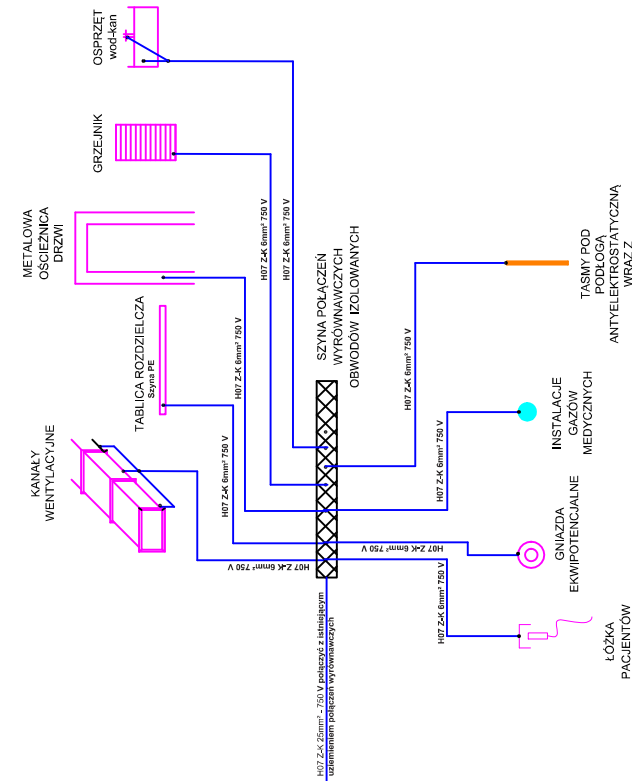 OSPRZĘT
wod-kan
GRZEJNIK
METALOWA
OŚCIEŻNICA
DRZWI
TABLICA ROZDZIELCZA
Szyna PE
KANAŁY
WENTYLACYJNE
H07 Z-K 6mm² 750 V
H07 Z-K 6mm² 750 V
H07 Z-K 6mm² 750 V
H07 Z-K 6mm² 750 V
H07 Z-K 6mm² 750 V
SZYNA POŁĄCZEŃ
WYRÓWNAWCZYCH
OBWODÓW IZOLOWANYCH
H07 Z-K 25mm² - 750 V połączyć z istniejącym
uziemieniem połączeń wyrównawczych
H07 Z-K 6mm² 750 V
H07 Z-K 6mm² 750 V
H07 Z-K 6mm² 750 V
H07 Z-K 6mm² 750 V
TASMY POD
PODŁOGĄ
ANTYELEKTROSTATYCZNĄ
WRAZ Z
INSTALACJE
GAZÓW
MEDYCZNYCH
GNIAZDA
EKWIPOTENCJALNE
ŁÓŻKA
PACJENTÓW